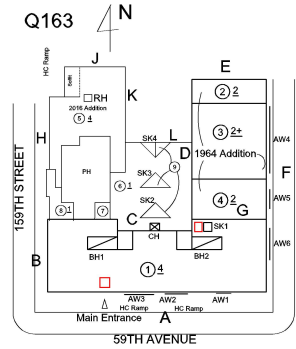 Q163
N
J
E
HC Ramp
Solfit
RH
2016 Addition
5 4
K
2 2
3 2+
H
SK4
L
D
1964 Addition
AW4
9
PH
SK3
F
6 1
4 2
AW5
159TH STREET
8 1
7
SK2
G
C
SK1
CH
AW6
B
BH1
BH2
1 4
AW3
AW2
AW1
HC Ramp
HC Ramp
Main Entrance
A
59TH AVENUE